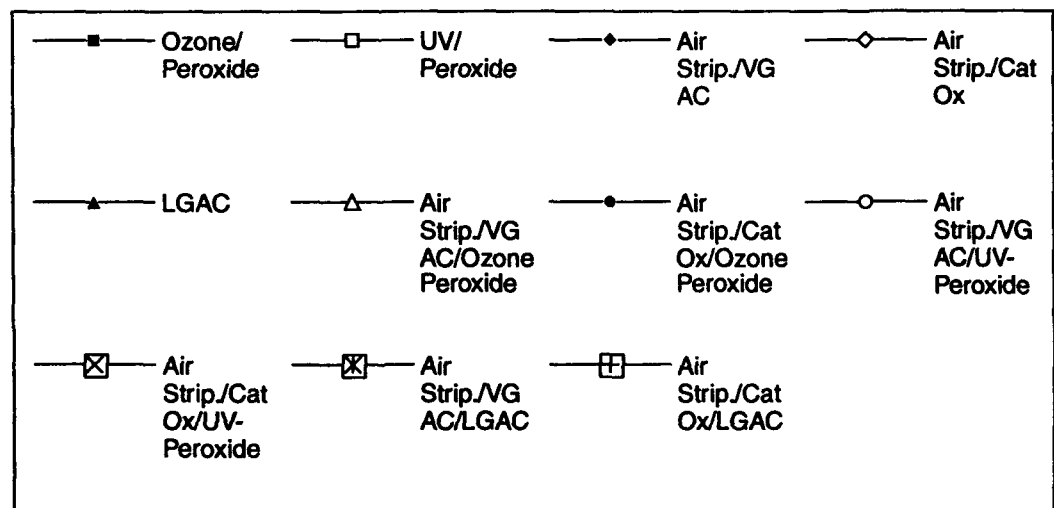 Ozone/
Peroxide
UV/
Peroxide
Air
Strip./VG
AC
Air
Strip./Cat
Ox
LGAC
Air
Strip./VG
AC/Ozone
Peroxide
Air
Strip./Cat
Ox/Ozone
Peroxide
Air
Strip./VG
AC/UV-
Peroxide
Air
Strip./Cat
Ox/UV-
Peroxide
Air
Strip./VG
AC/LGAC
Air
Strip./Cat
Ox/LGAC